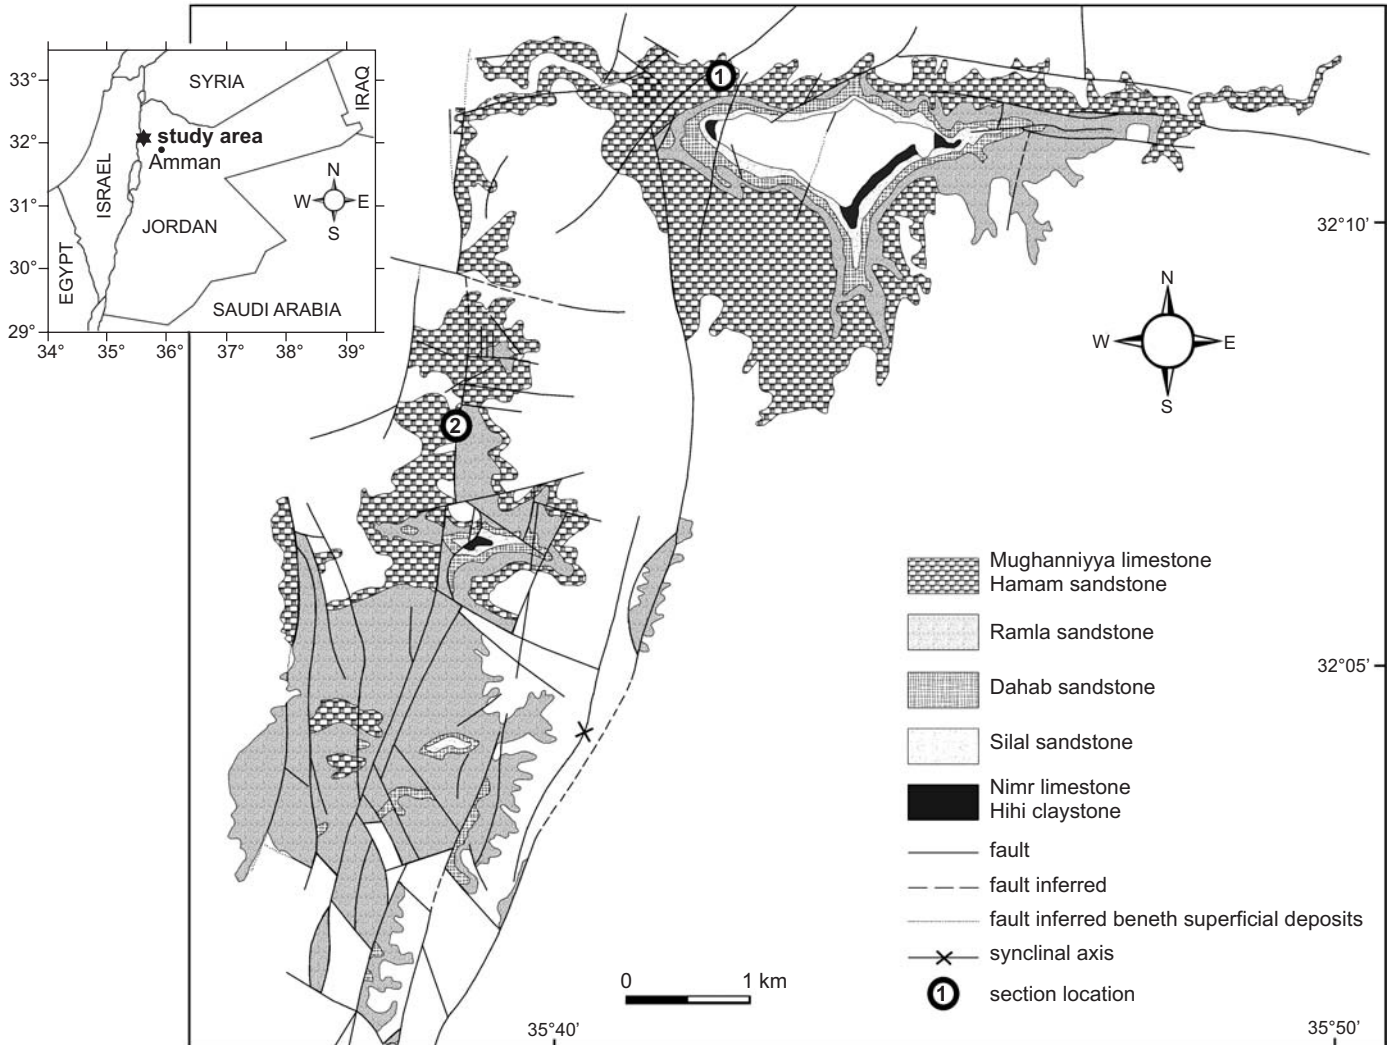 33°
32°
31°
30°
29°
34°
35°
36°
37°
38°
39°
SYRIA
IRAQ
study area
Amman
ISRAEL
JORDAN
EGYPT
SAUDI ARABIA
N
W E
S
1
2
32°10'
N
W E
S
32°05'
Mughanniyya limestone
Hamam sandstone
Ramla sandstone
Dahab sandstone
Silal sandstone
Nimr limestone
Hihi claystone
fault
fault inferred
fault inferred beneth superficial deposits
synclinal axis
1 section location
0 1 km
35°40'
35°50'